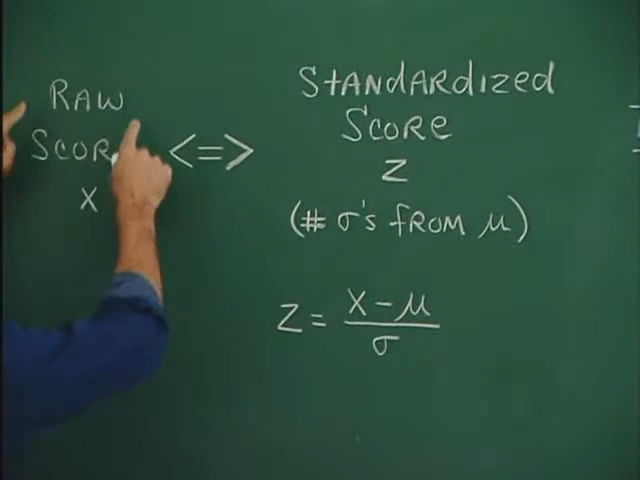 RAW
SCOR
X
<=>
STANdARdizEd
SCORE
Z
(# σ's fROM μ)
Z = X - μ / σ